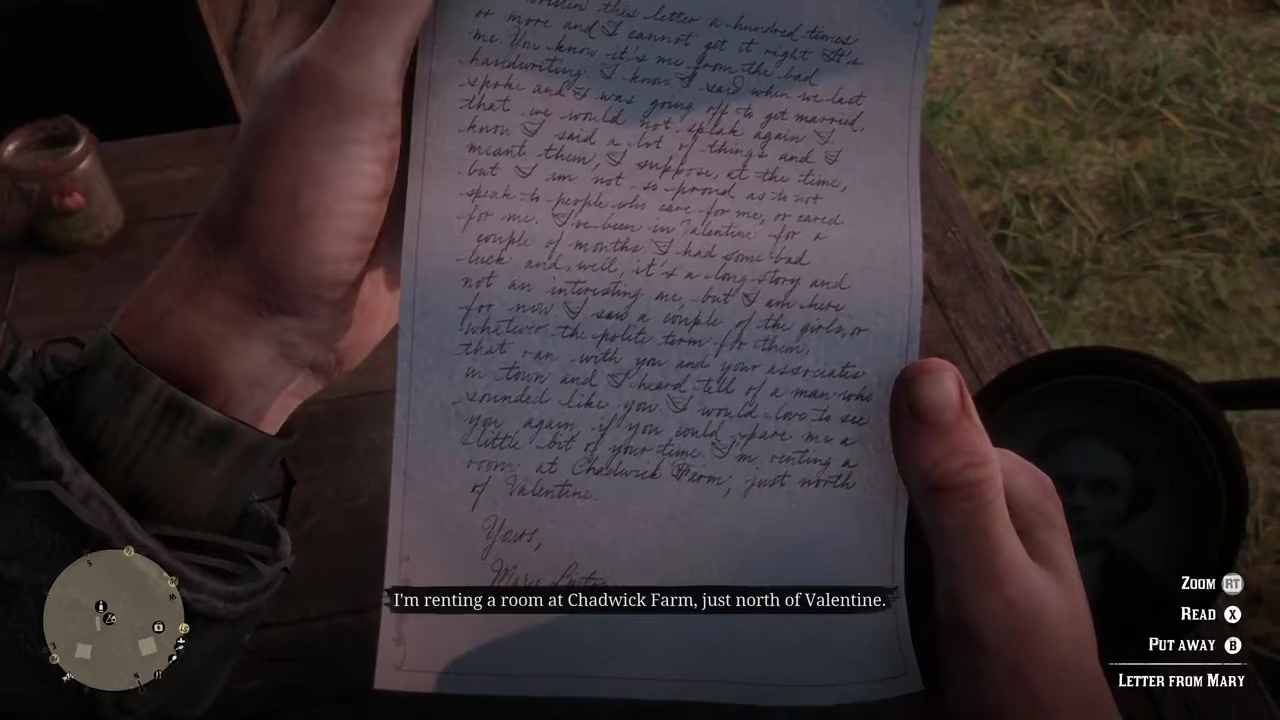 written this letter a hundred times
or more and I cannot get it right It's
me. You know it's me from the bad
handwriting. I know I said when we last
spoke and I was going off to get married,
that we would not speak again I
know. I said a lot of things and I
meant them, I suppose, at the time,
but I am not so proud as to not
speak to people who care for me, or cared
for me. I've been in Valentine for a
couple of months I had some bad
luck and, well, it's a long story and
not an interesting one, but I am here
for now I saw a couple of the girls, or
whatever the polite term for them,
that ran with you and your associates
in town and I heard tell of a man who
sounded like you. I would love to see
you again, if you could spare me a
little bit of your time. I'm renting a
room at Chadwick Farm, just north
of Valentine.
Yours,
Mary
I'm renting a room at Chadwick Farm, just north of Valentine.
ZOOM RT
READ X
PUT AWAY B
LETTER FROM MARY